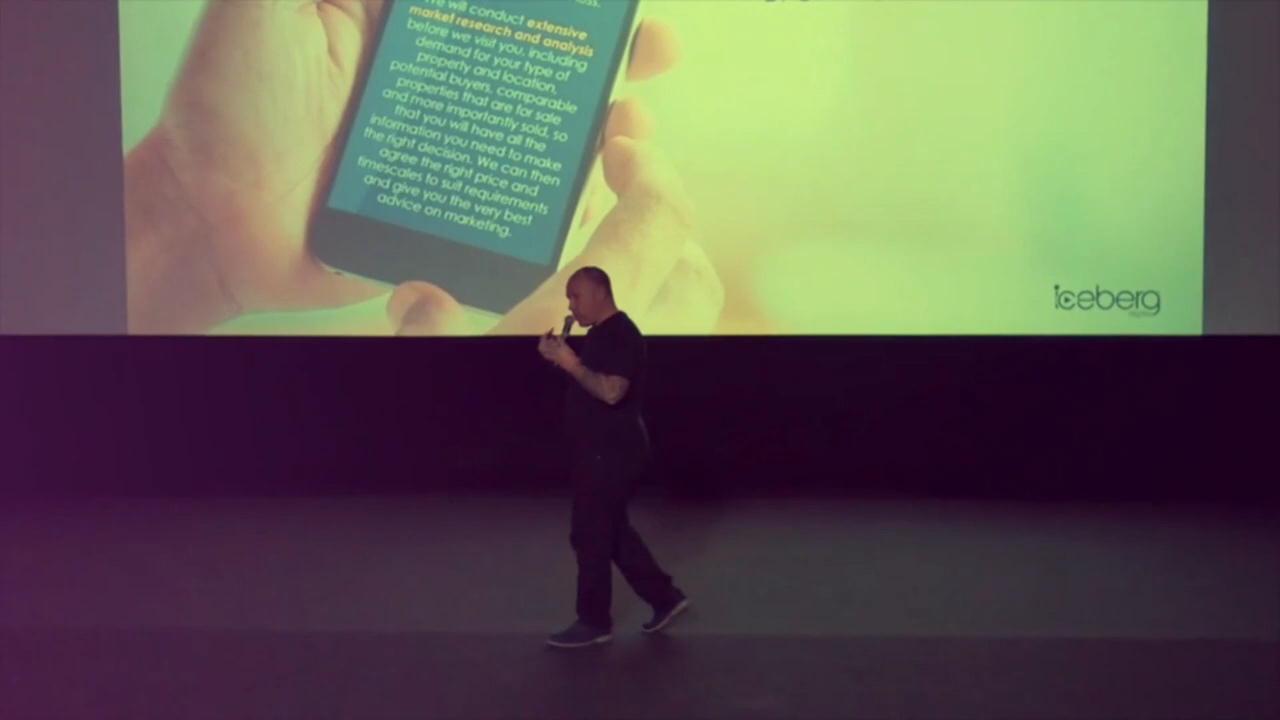 We will conduct extensive
market research and analysis
before we visit you, including
demand for your type of
property and location,
potential buyers, comparable
properties that are for sale
and more importantly sold, so
that you will have all the
information you need to make
the right decision. We can then
agree the right price and
timescales to suit requirements
and give you the very best
advice on marketing.
iceberg